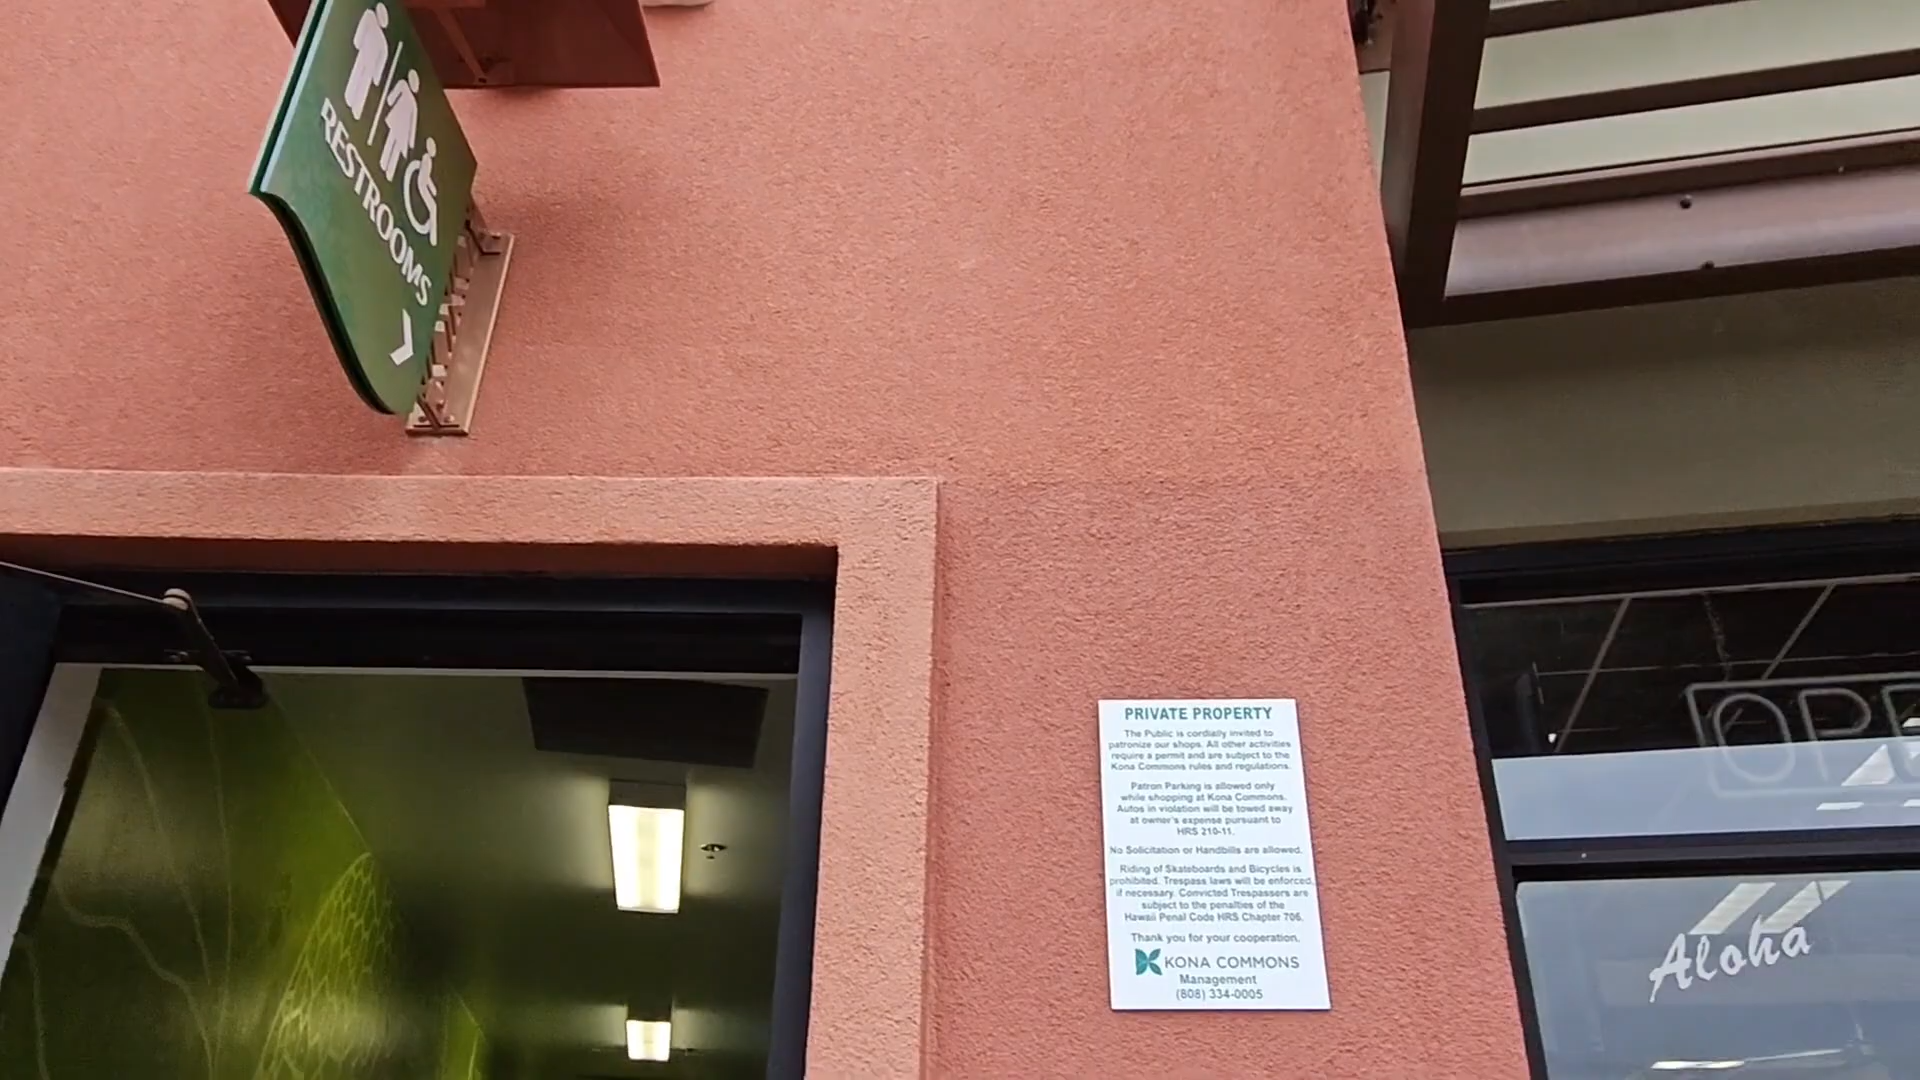 RESTROOMS
PRIVATE PROPERTY
The Public is cordially invited to
patronize our shops. All other activities
require a permit and are subject to the
Kona Commons rules and regulations.
Patron Parking is allowed only
while shopping at Kona Commons.
Autos in violation will be towed away
at owner's expense pursuant to
HRS 210-11.
No Solicitation or Handbills are allowed.
Riding of Skateboards and Bicycles is
prohibited. Trespass laws will be enforced,
if necessary. Convicted Trespassers are
subject to the penalties of the
Hawaii Penal Code HRS Chapter 706.
Thank you for your cooperation,
KONA COMMONS
Management
(808) 334-0005
OPE
Aloha